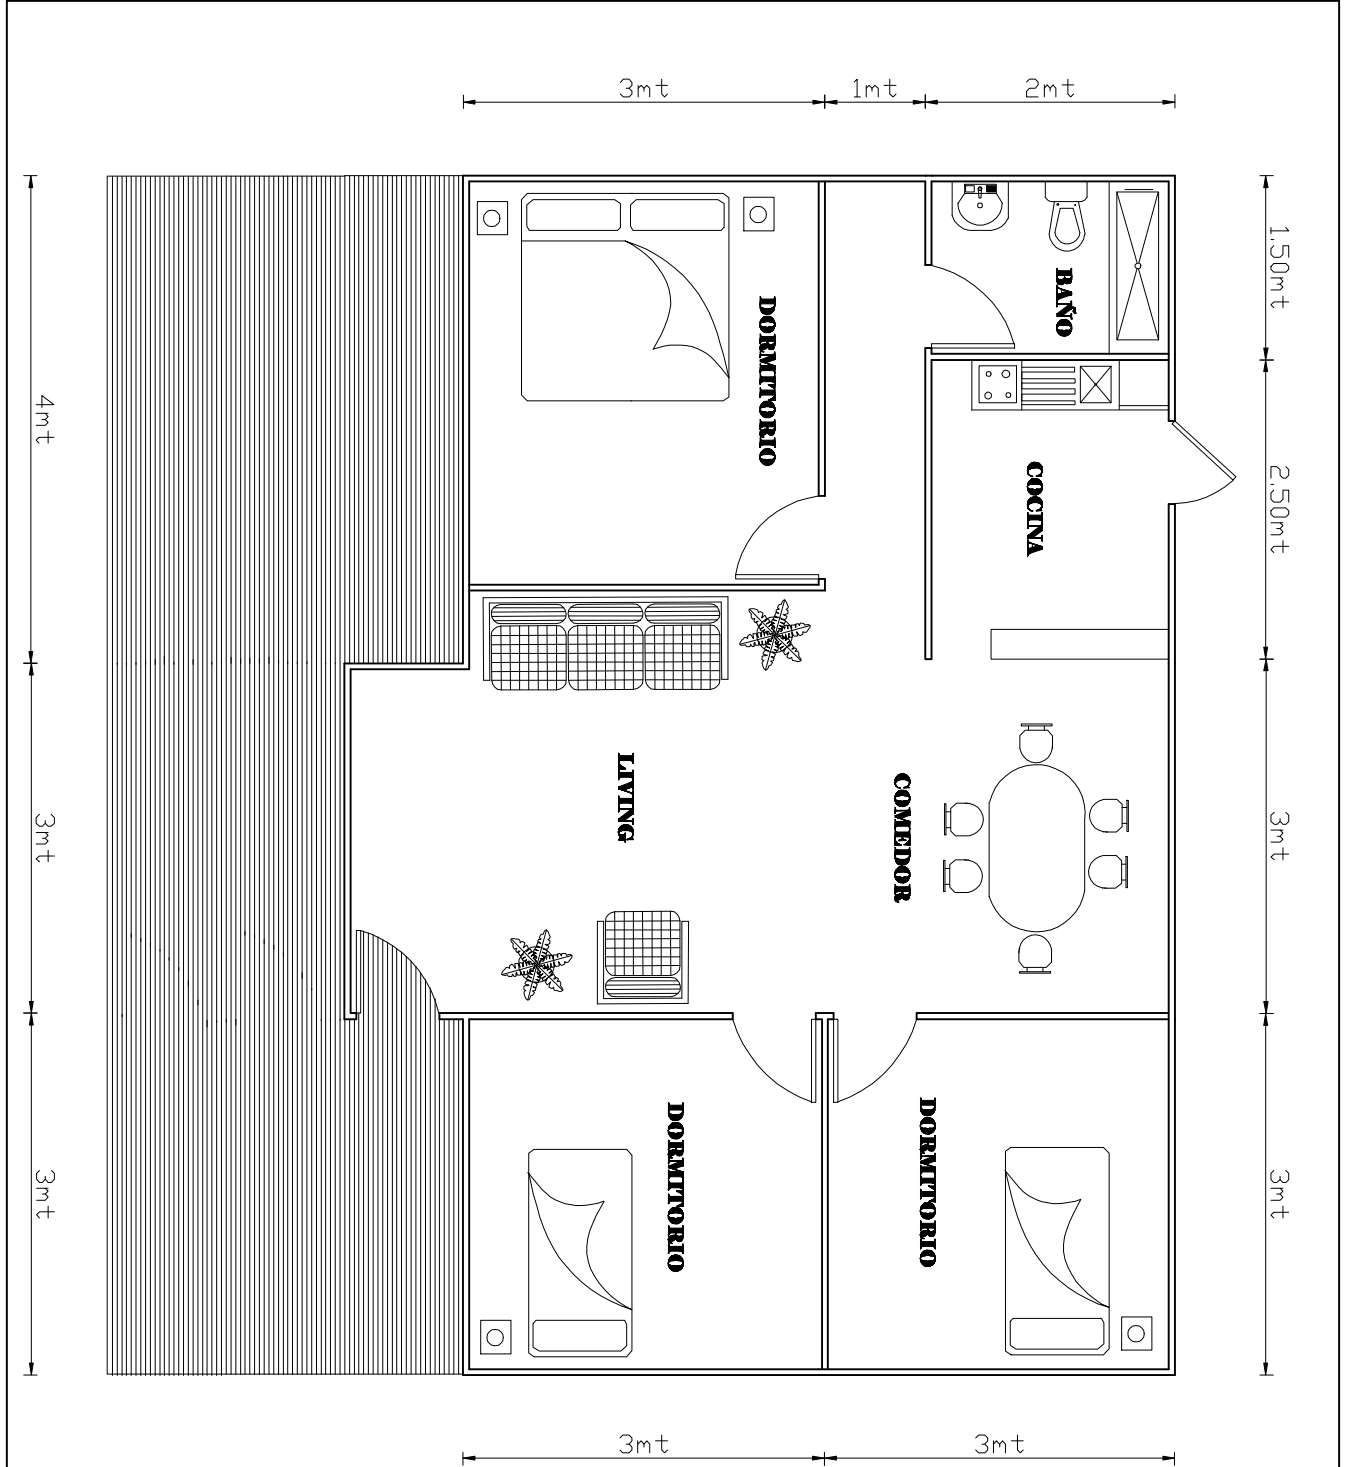 3mt
1mt
2mt
1.50mt
BAÑO
DORMITORIO
4mt
COCINA
2.50mt
LIVING
COMEDOR
3mt
3mt
DORMITORIO
DORMITORIO
3mt
3mt
3mt
3mt